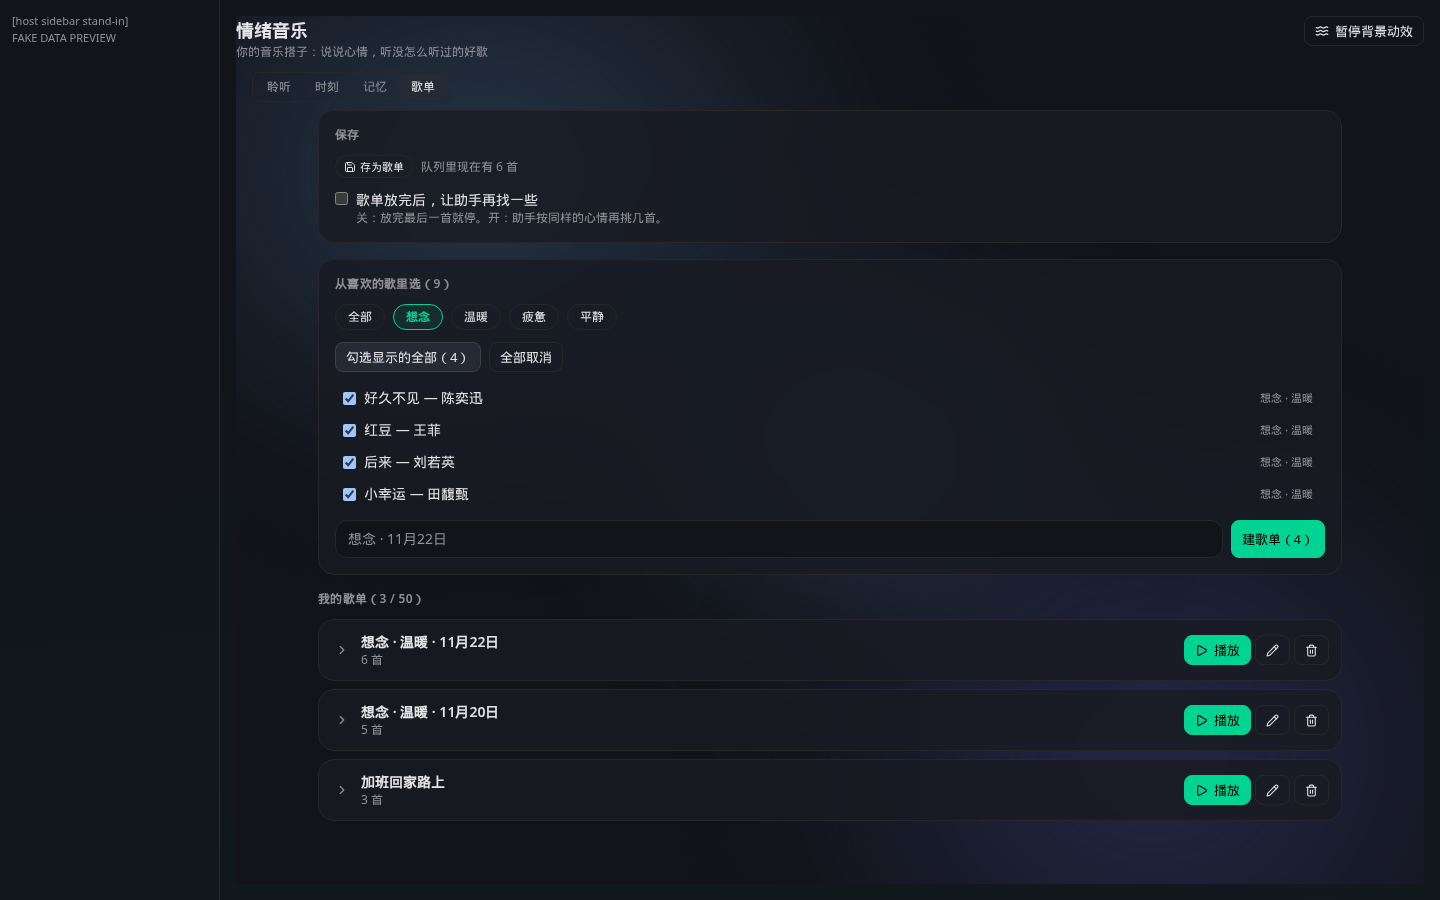 [host sidebar stand-in]
FAKE DATA PREVIEW
情绪音乐
你的音乐搭子：说说心情，听没怎么听过的好歌
暂停背景动效
聆听 时刻 记忆 歌单
保存
存为歌单 队列里现在有 6 首
歌单放完后，让助手再找一些
关：放完最后一首就停。开：助手按同样的心情再挑几首。
从喜欢的歌里选（9）
全部 想念 温暖 疲惫 平静
勾选显示的全部（4） 全部取消
好久不见 — 陈奕迅 想念 · 温暖
红豆 — 王菲 想念 · 温暖
后来 — 刘若英 想念 · 温暖
小幸运 — 田馥甄 想念 · 温暖
想念 · 11月22日 建歌单（4）
我的歌单（3 / 50）
想念 · 温暖 · 11月22日
6 首
播放
想念 · 温暖 · 11月20日
5 首
播放
加班回家路上
3 首
播放